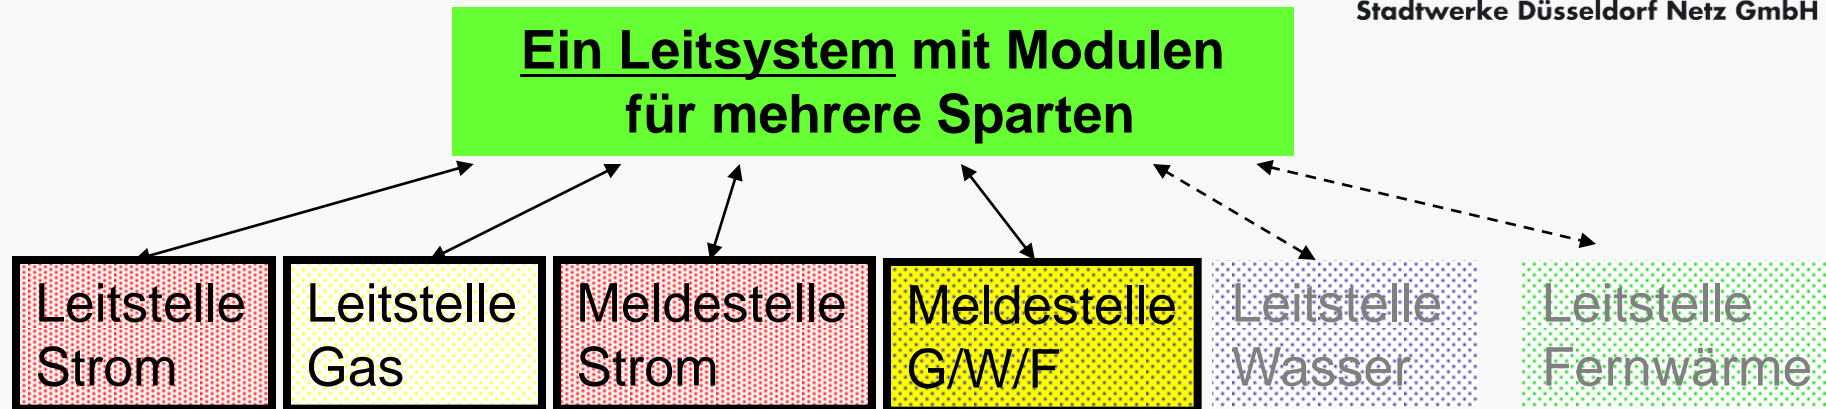 Stadtwerke Düsseldorf Netz GmbH
Ein Leitsystem mit Modulen
für mehrere Sparten
Leitstelle
Strom
Leitstelle
Gas
Meldestelle
Strom
Meldestelle
G/W/F
Leitstelle
Wasser
Leitstelle
Fernwärme